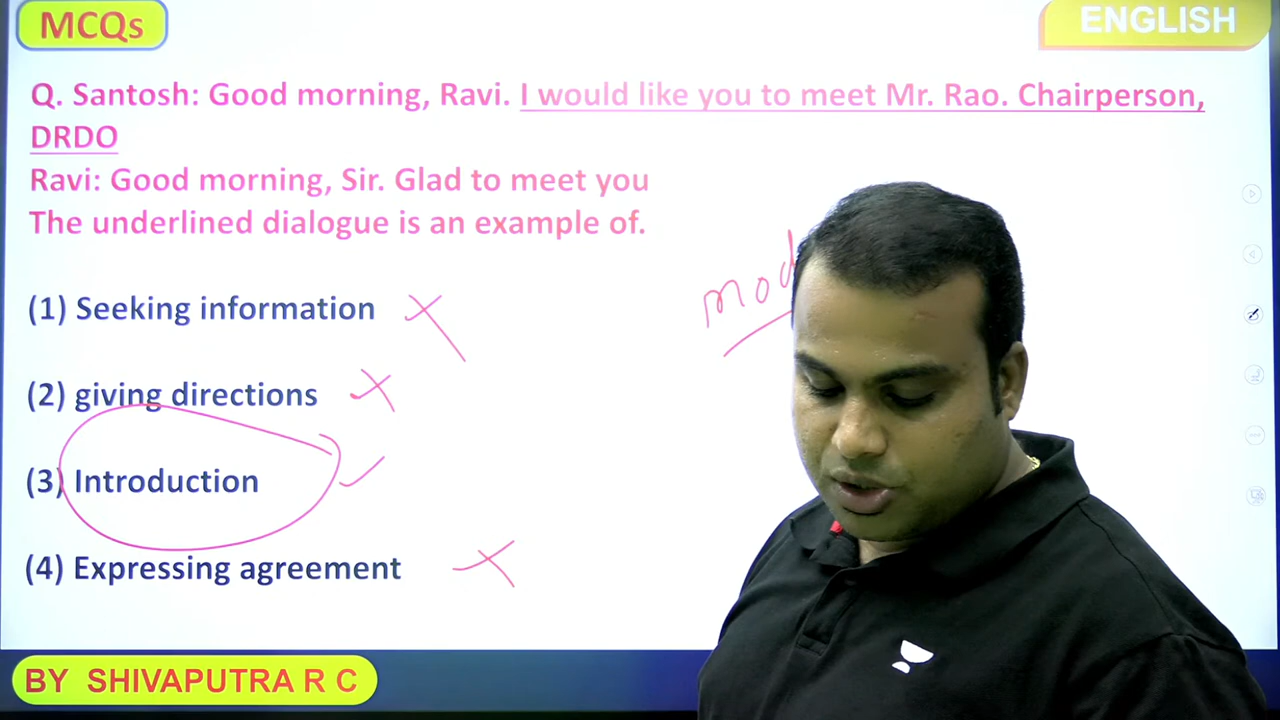 MCQs
ENGLISH
Q. Santosh: Good morning, Ravi. I would like you to meet Mr. Rao. Chairperson,
DRDO
Ravi: Good morning, Sir. Glad to meet you
The underlined dialogue is an example of.
(1) Seeking information
mod
(2) giving directions
(3) Introduction
(4) Expressing agreement
BY SHIVAPUTRA R C